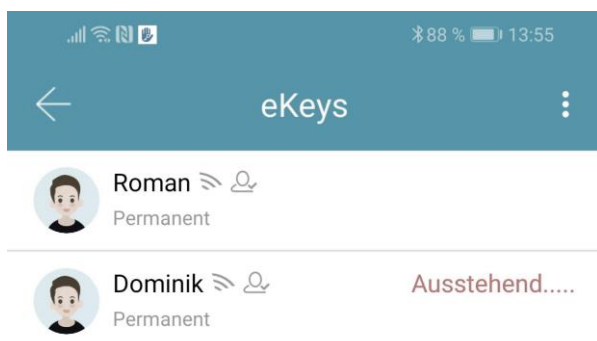 88 % 13:55
eKeys
Roman
Permanent
Dominik Ausstehend.....
Permanent